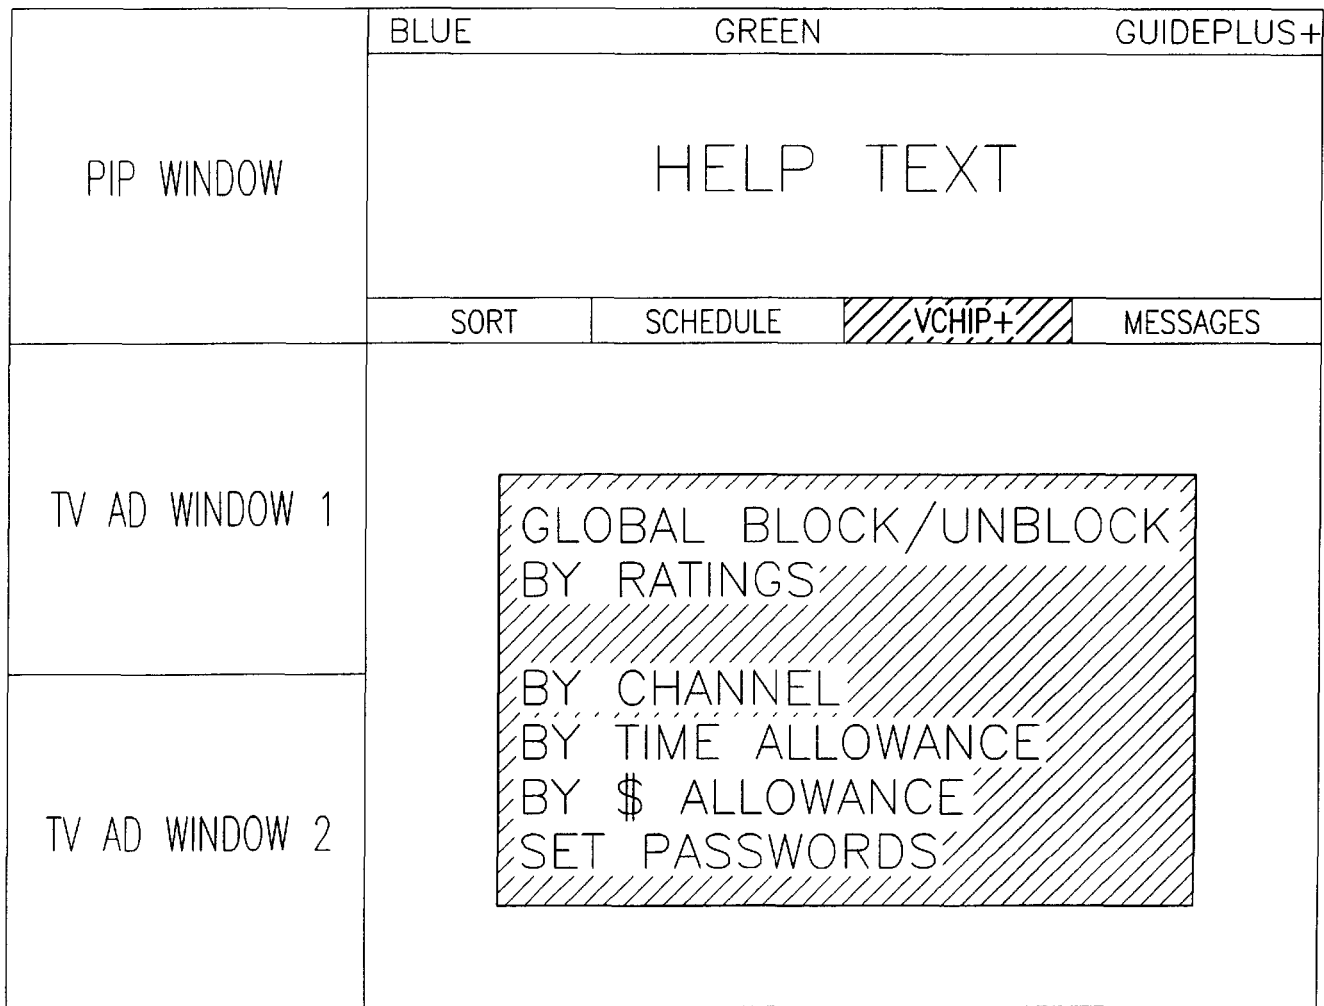 BLUE GREEN GUIDEPLUS+
PIP WINDOW
HELP TEXT
SORT SCHEDULE VCHIP+ MESSAGES
TV AD WINDOW 1
GLOBAL BLOCK/UNBLOCK
BY RATINGS
BY CHANNEL
BY TIME ALLOWANCE
BY $ ALLOWANCE
SET PASSWORDS
TV AD WINDOW 2